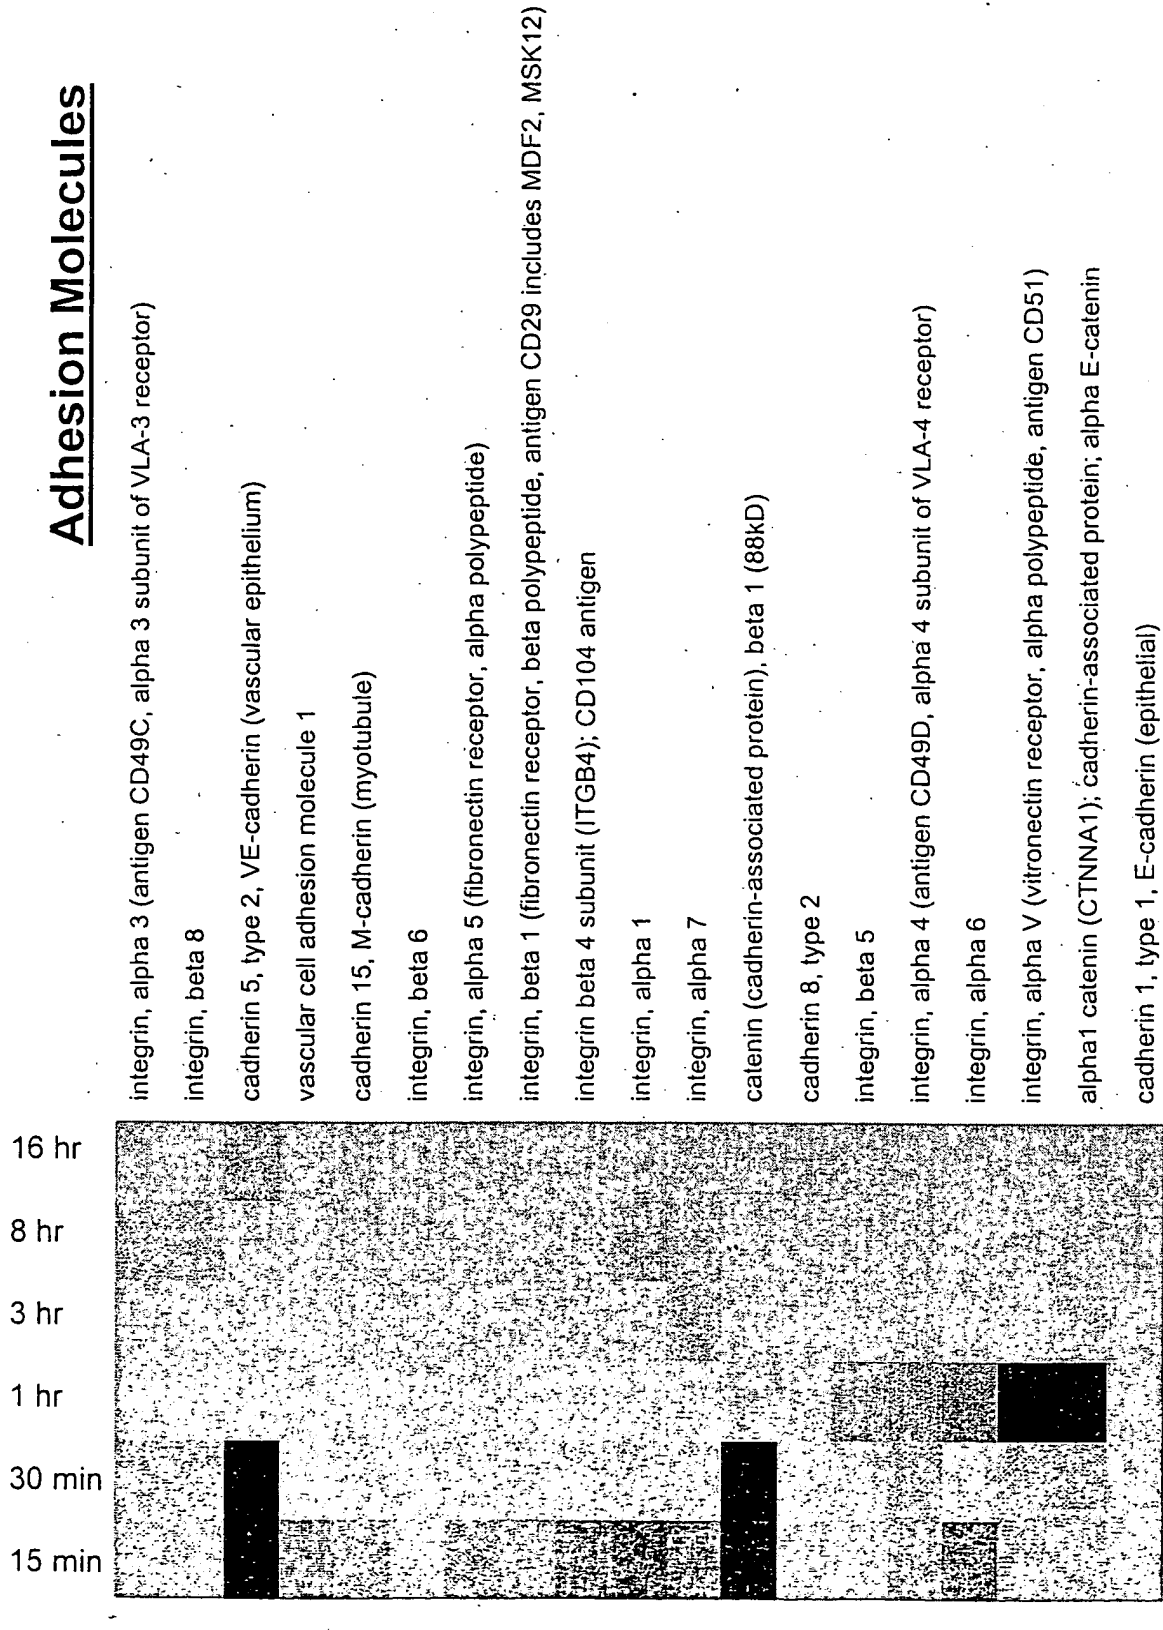 Adhesion Molecules
16 hr
8 hr
3 hr
1 hr
30 min
15 min
integrin, alpha 3 (antigen CD49C, alpha 3 subunit of VLA-3 receptor)
integrin, beta 8
cadherin 5, type 2, VE-cadherin (vascular epithelium)
vascular cell adhesion molecule 1
cadherin 15, M-cadherin (myotubule)
integrin, beta 6
integrin, alpha 5 (fibronectin receptor, alpha polypeptide)
integrin, beta 1 (fibronectin receptor, beta polypeptide, antigen CD29 includes MDF2, MSK12)
integrin beta 4 subunit (ITGB4); CD104 antigen
integrin, alpha 1
integrin, alpha 7
catenin (cadherin-associated protein), beta 1 (88kD)
cadherin 8, type 2
integrin, beta 5
integrin, alpha 4 (antigen CD49D, alpha 4 subunit of VLA-4 receptor)
integrin, alpha 6
integrin, alpha V (vitronectin receptor, alpha polypeptide, antigen CD51)
alpha1 catenin (CTNNA1); cadherin-associated protein; alpha E-catenin
cadherin 1, type 1, E-cadherin (epithelial)